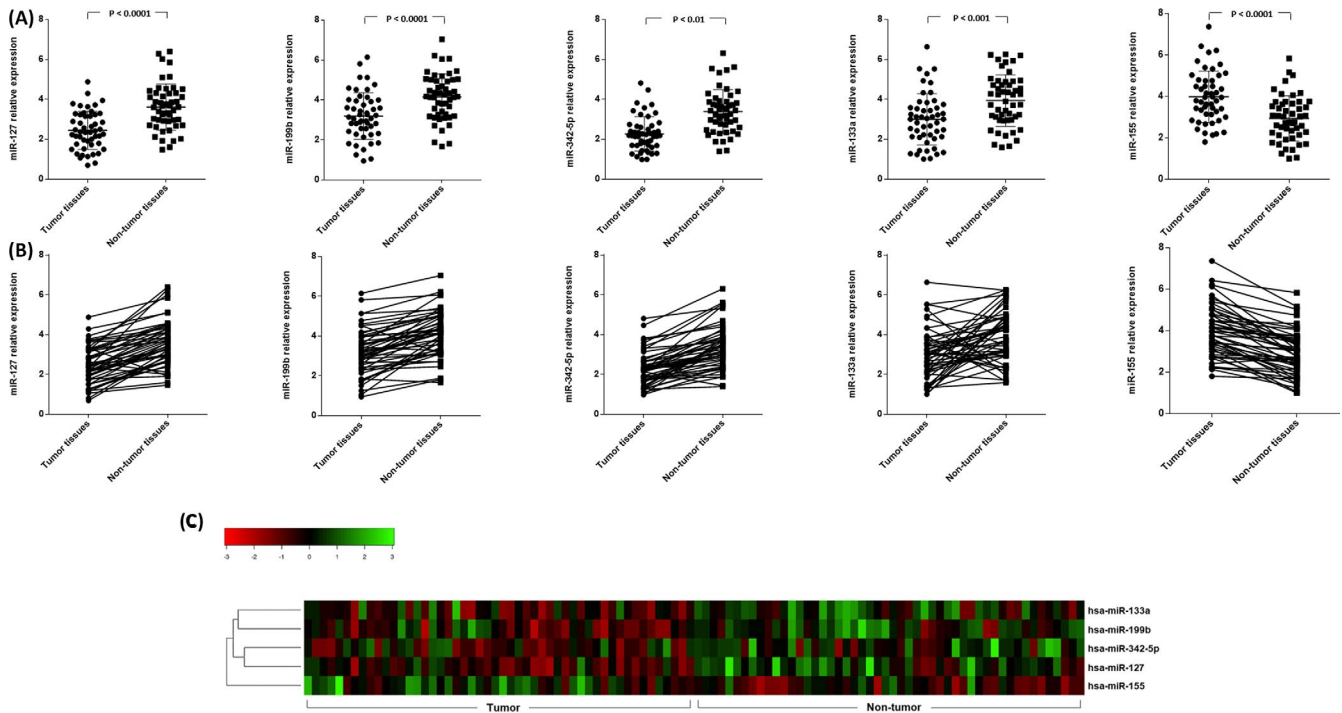 (A)
P < 0.0001
miR-127 relative expression
8
6
4
2
0
Tumor tissues
Non-tumor tissues
P < 0.0001
miR-199b relative expression
8
6
4
2
0
Tumor tissues
Non-tumor tissues
P < 0.01
miR-342-5p relative expression
8
6
4
2
0
Tumor tissues
Non-tumor tissues
P < 0.001
miR-133a relative expression
8
6
4
2
0
Tumor tissues
Non-tumor tissues
P < 0.0001
miR-155 relative expression
8
6
4
2
0
Tumor tissues
Non-tumor tissues
(B)
miR-127 relative expression
8
6
4
2
0
Tumor tissues
Non-tumor tissues
miR-199b relative expression
8
6
4
2
0
Tumor tissues
Non-tumor tissues
miR-342-5p relative expression
8
6
4
2
0
Tumor tissues
Non-tumor tissues
miR-133a relative expression
8
6
4
2
0
Tumor tissues
Non-tumor tissues
miR-155 relative expression
8
6
4
2
0
Tumor tissues
Non-tumor tissues
(C)
-3 -2 -1 0 1 2 3
hsa-miR-133a
hsa-miR-199b
hsa-miR-342-5p
hsa-miR-127
hsa-miR-155
Tumor Non-tumor